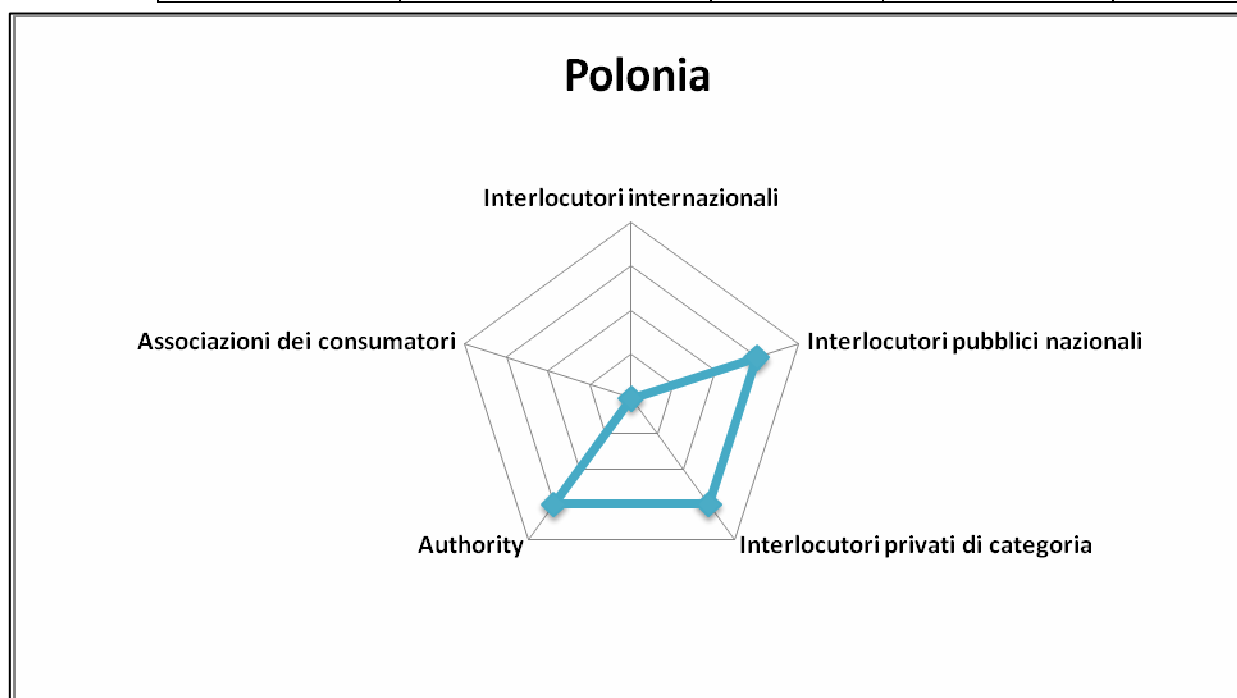 Polonia
Interlocutori internazionali
Associazioni dei consumatori
Interlocutori pubblici nazionali
Authority
Interlocutori privati di categoria